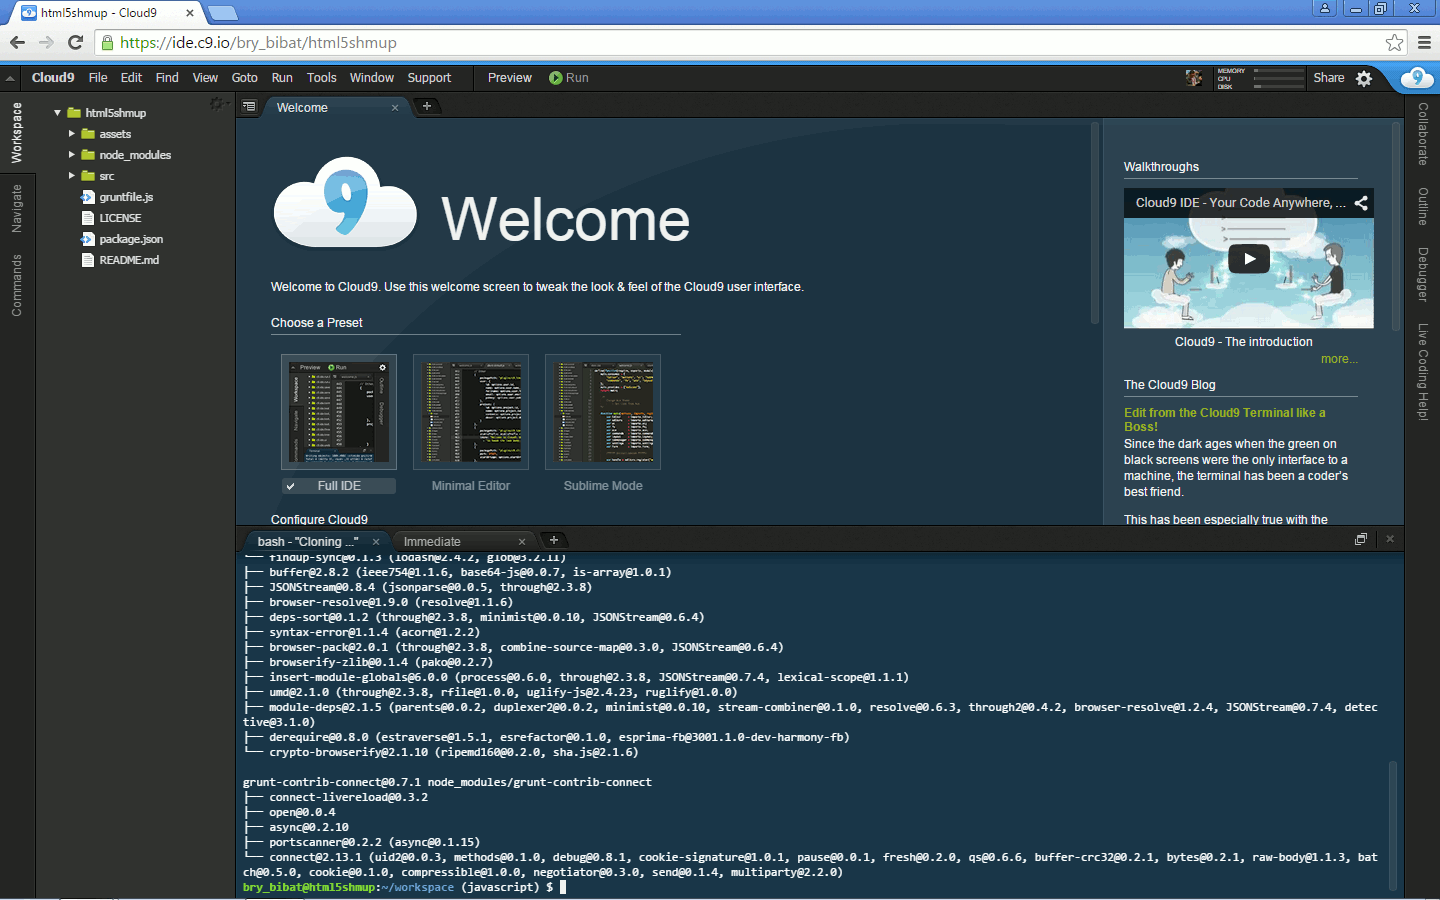 html5shmup - Cloud9
https://ide.c9.io/bry_bibat/html5shmup
Cloud9 File Edit Find View Goto Run Tools Window Support Preview Run
MEMORY
CPU
DISK
Share
Workspace
Navigate
Commands
html5shmup
assets
node_modules
src
gruntfile.js
LICENSE
package.json
README.md
Welcome
9
Welcome
Welcome to Cloud9. Use this welcome screen to tweak the look & feel of the Cloud9 user interface.
Choose a Preset
Preview Run
Full IDE
Minimal Editor
Sublime Mode
Configure Cloud9
Walkthroughs
Cloud9 IDE - Your Code Anywhere, ...
Cloud9 - The introduction
more...
The Cloud9 Blog
Edit from the Cloud9 Terminal like a
Boss!
Since the dark ages when the green on
black screens were the only interface to a
machine, the terminal has been a coder's
best friend.
This has been especially true with the
Collaborate
Outline
Debugger
Live Coding Help!
bash - "Cloning ..."
Immediate
└── findup-sync@0.1.3 (lodash@2.4.2, glob@3.2.11)
├── buffer@2.8.2 (ieee754@1.1.6, base64-js@0.0.7, is-array@1.0.1)
├── JSONStream@0.8.4 (jsonparse@0.0.5, through@2.3.8)
├── browser-resolve@1.9.0 (resolve@1.1.6)
├── deps-sort@0.1.2 (through@2.3.8, minimist@0.0.10, JSONStream@0.6.4)
├── syntax-error@1.1.4 (acorn@1.2.2)
├── browser-pack@2.0.1 (through@2.3.8, combine-source-map@0.3.0, JSONStream@0.6.4)
├── browserify-zlib@0.1.4 (pako@0.2.7)
├── insert-module-globals@6.0.0 (process@0.6.0, through@2.3.8, JSONStream@0.7.4, lexical-scope@1.1.1)
├── umd@2.1.0 (through@2.3.8, rfile@1.0.0, uglify-js@2.4.23, ruglify@1.0.0)
├── module-deps@2.1.5 (parents@0.0.2, duplexer2@0.0.2, minimist@0.0.10, stream-combiner@0.1.0, resolve@0.6.3, through2@0.4.2, browser-resolve@1.2.4, JSONStream@0.7.4, detec
tive@3.1.0)
├── derequire@0.8.0 (estraverse@1.5.1, esrefactor@0.1.0, esprima-fb@3001.1.0-dev-harmony-fb)
└── crypto-browserify@2.1.10 (ripemd160@0.2.0, sha.js@2.1.6)
grunt-contrib-connect@0.7.1 node_modules/grunt-contrib-connect
├── connect-livereload@0.3.2
├── open@0.0.4
├── async@0.2.10
├── portscanner@0.2.2 (async@0.1.15)
└── connect@2.13.1 (uid2@0.0.3, methods@0.1.0, debug@0.8.1, cookie-signature@1.0.1, pause@0.0.1, fresh@0.2.0, qs@0.6.6, buffer-crc32@0.2.1, bytes@0.2.1, raw-body@1.1.3, bat
ch@0.5.0, cookie@0.1.0, compressible@1.0.0, negotiator@0.3.0, send@0.1.4, multiparty@2.2.0)
bry_bibat@html5shmup:~/workspace (javascript) $